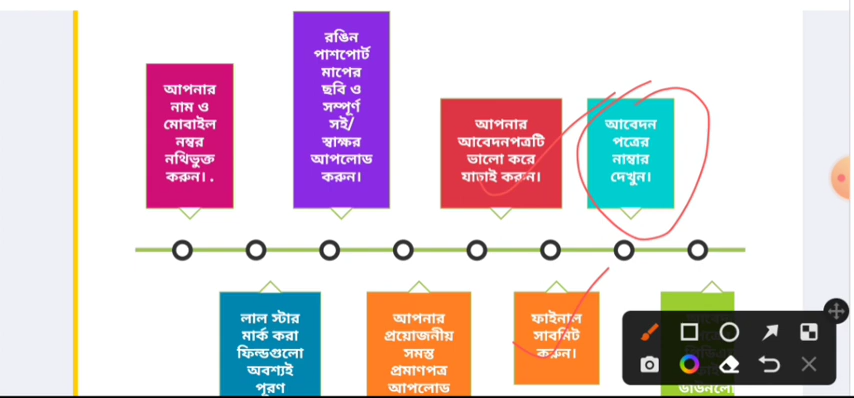 আপনার
নাম ও
মোবাইল
নম্বর
নথিভুক্ত
করুন। .
রঙিন
পাশপোর্ট
মাপের
ছবি ও
সম্পূর্ণ
সই/
স্বাক্ষর
আপলোড
করুন।
আপনার
আবেদনপত্রটি
ভালো করে
যাচাই করুন।
আবেদন
পত্রের
নাম্বার
দেখুন।
লাল স্টার
মার্ক করা
ফিল্ডগুলো
অবশ্যই
পূরণ
আপনার
প্রয়োজনীয়
সমস্ত
প্রমাণপত্র
আপলোড
ফাইনাল
সাবমিট
করুন।